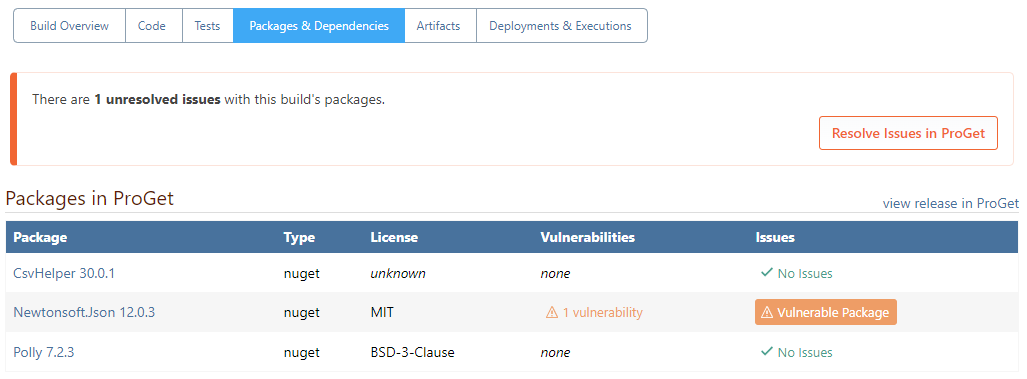 Build Overview Code Tests Packages & Dependencies Artifacts Deployments & Executions
There are 1 unresolved issues with this build's packages.
Resolve Issues in ProGet
Packages in ProGet
view release in ProGet
Package Type License Vulnerabilities Issues
CsvHelper 30.0.1 nuget unknown none No Issues
Newtonsoft.Json 12.0.3 nuget MIT 1 vulnerability Vulnerable Package
Polly 7.2.3 nuget BSD-3-Clause none No Issues